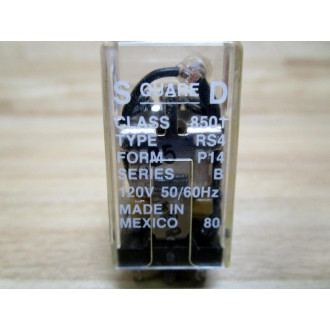 SQUARE D
CLASS 8501
TYPE RS4
FORM P14
SERIES B
120V 50/60Hz
MADE IN
MEXICO 80